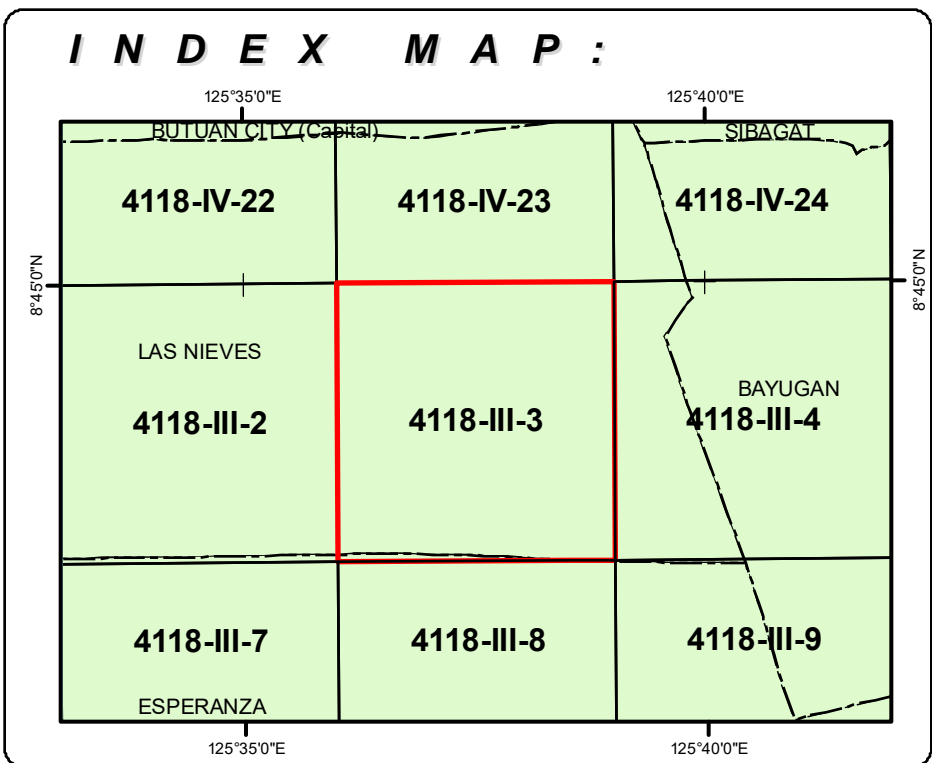 INDEX MAP:
125°35'0"E 125°40'0"E
BUTUAN CITY (Capital) SIBAGAT
4118-IV-22 4118-IV-23 4118-IV-24
8°45'0"N 8°45'0"N
LAS NIEVES
BAYUGAN
4118-III-2 4118-III-3 4118-III-4
4118-III-7 4118-III-8 4118-III-9
ESPERANZA
125°35'0"E 125°40'0"E